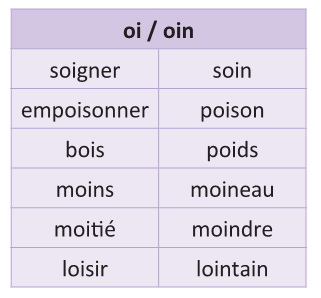 oi / oin
soigner soin
empoisonner poison
bois poids
moins moineau
moitié moindre
loisir lointain